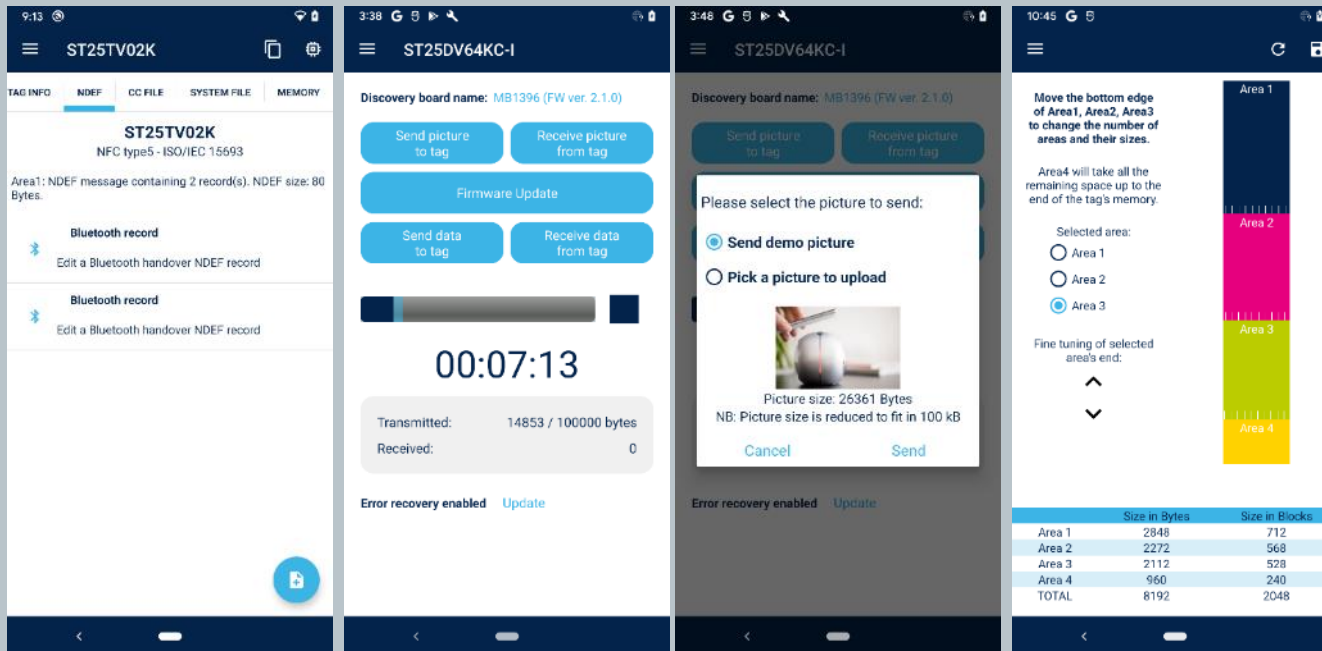 9:13
ST25TV02K
TAG INFO NDEF CC FILE SYSTEM FILE MEMORY
ST25TV02K
NFC type5 - ISO/IEC 15693
Area1: NDEF message containing 2 record(s). NDEF size: 80
Bytes.
Bluetooth record
Edit a Bluetooth handover NDEF record
Bluetooth record
Edit a Bluetooth handover NDEF record
3:38 G
ST25DV64KC-I
Discovery board name: MB1396 (FW ver. 2.1.0)
Send picture
to tag
Receive picture
from tag
Firmware Update
Send data
to tag
Receive data
from tag
00:07:13
Transmitted: 14853 / 100000 bytes
Received: 0
Error recovery enabled Update
3:48 G
ST25DV64KC-I
Discovery board name: MB1396 (FW ver. 2.1.0)
Send picture
to tag
Receive picture
from tag
Please select the picture to send:
Send demo picture
Pick a picture to upload
Picture size: 26361 Bytes
NB: Picture size is reduced to fit in 100 kB
Cancel Send
Error recovery enabled Update
10:45 G
Move the bottom edge
of Area1, Area2, Area3
to change the number of
areas and their sizes.
Area4 will take all the
remaining space up to the
end of the tag's memory.
Selected area:
Area 1
Area 2
Area 3
Fine tuning of selected
area's end:
Area 1
Area 2
Area 3
Area 4
Size in Bytes Size in Blocks
Area 1 2848 712
Area 2 2272 568
Area 3 2112 528
Area 4 960 240
TOTAL 8192 2048